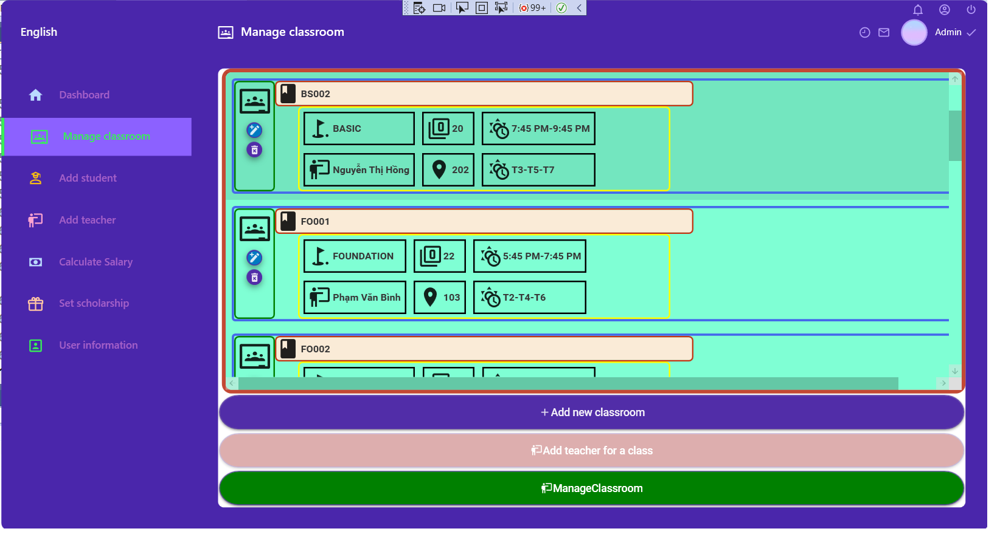 99+
English
Manage classroom
Admin
Dashboard
Manage classroom
Add student
Add teacher
Calculate Salary
Set scholarship
User information
BS002
BASIC
20
7:45 PM-9:45 PM
Nguyễn Thị Hồng
202
T3-T5-T7
FO001
FOUNDATION
22
5:45 PM-7:45 PM
Phạm Văn Bình
103
T2-T4-T6
FO002
+ Add new classroom
Add teacher for a class
ManageClassroom